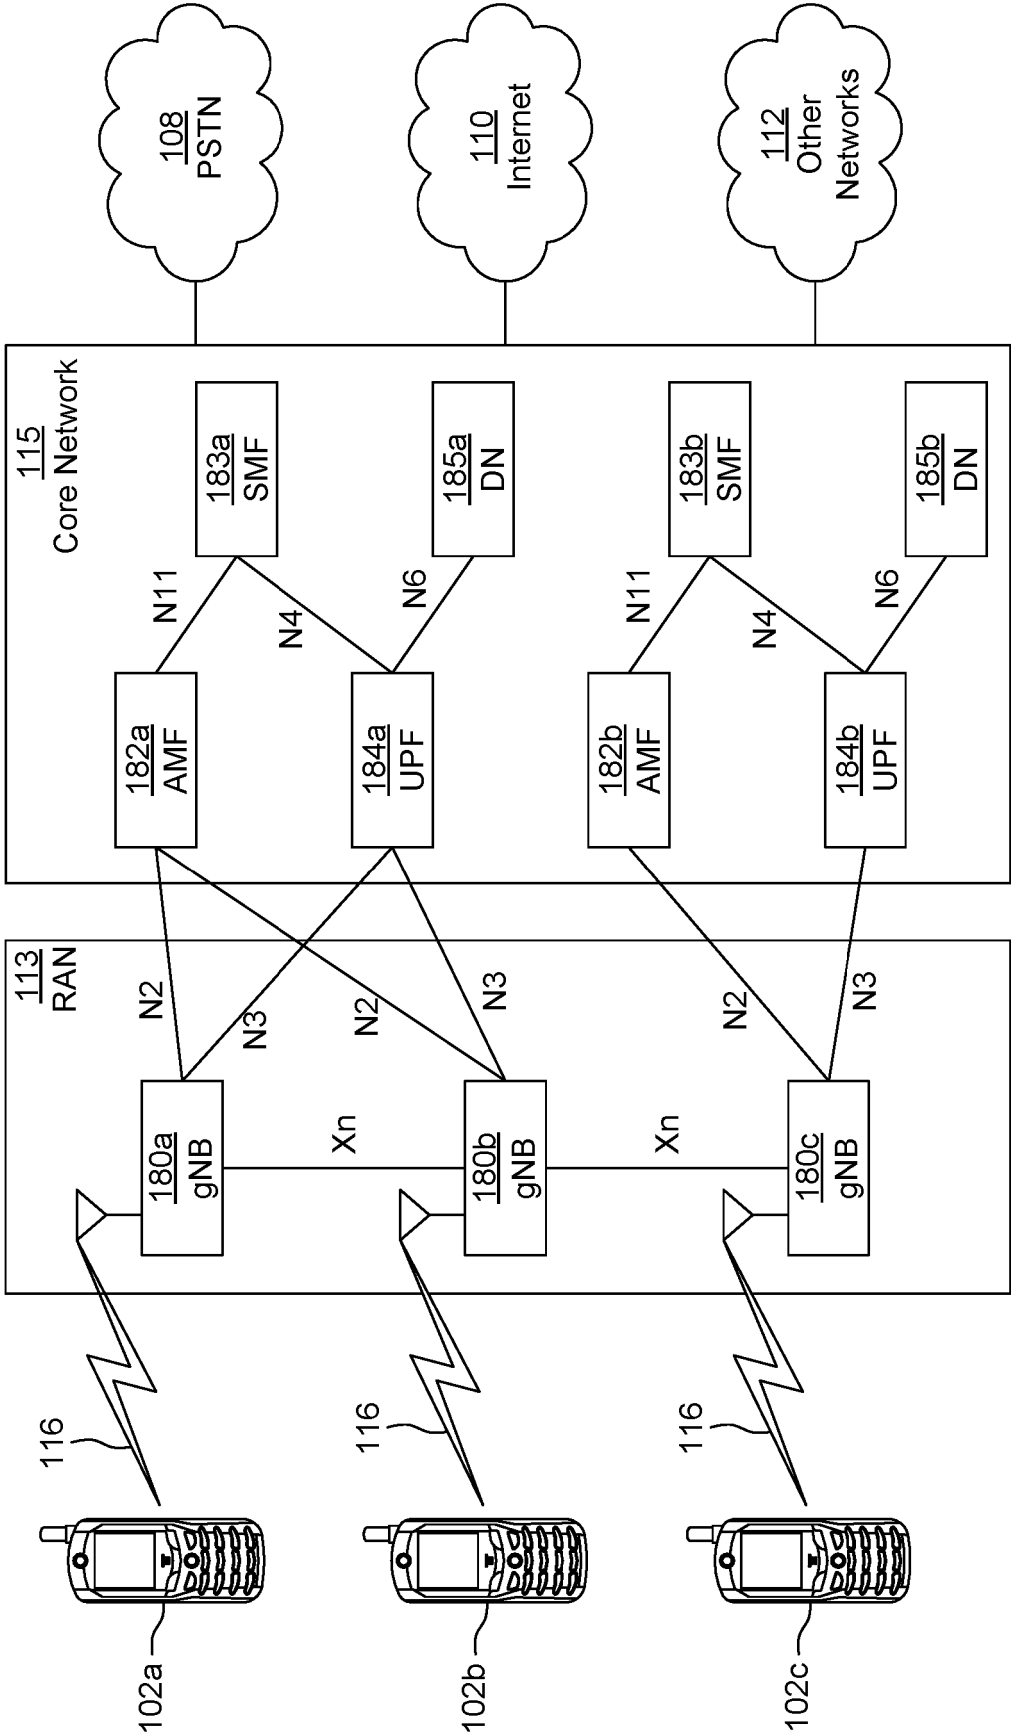 115
Core Network
113
RAN
116
102a
180a
gNB
N2
182a
AMF
N11
183a
SMF
108
PSTN
N3
N4
Xn
N2
116
102b
180b
gNB
N3
184a
UPF
N6
185a
DN
110
Internet
Xn
N2
182b
AMF
N11
183b
SMF
116
102c
180c
gNB
N3
N4
184b
UPF
N6
185b
DN
112
Other
Networks